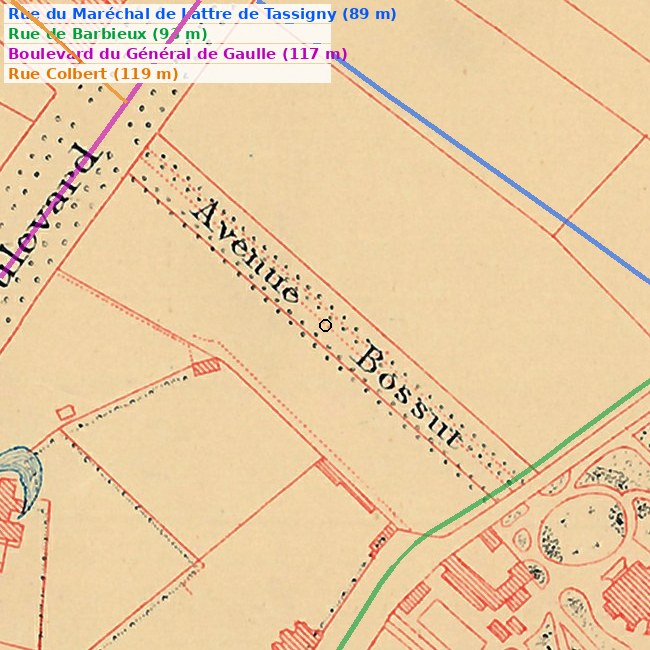 Rue du Maréchal de Lattre de Tassigny (89 m)
Rue de Barbieux (93 m)
Boulevard du Général de Gaulle (117 m)
Rue Colbert (119 m)
ulevard
Avenue Bossut